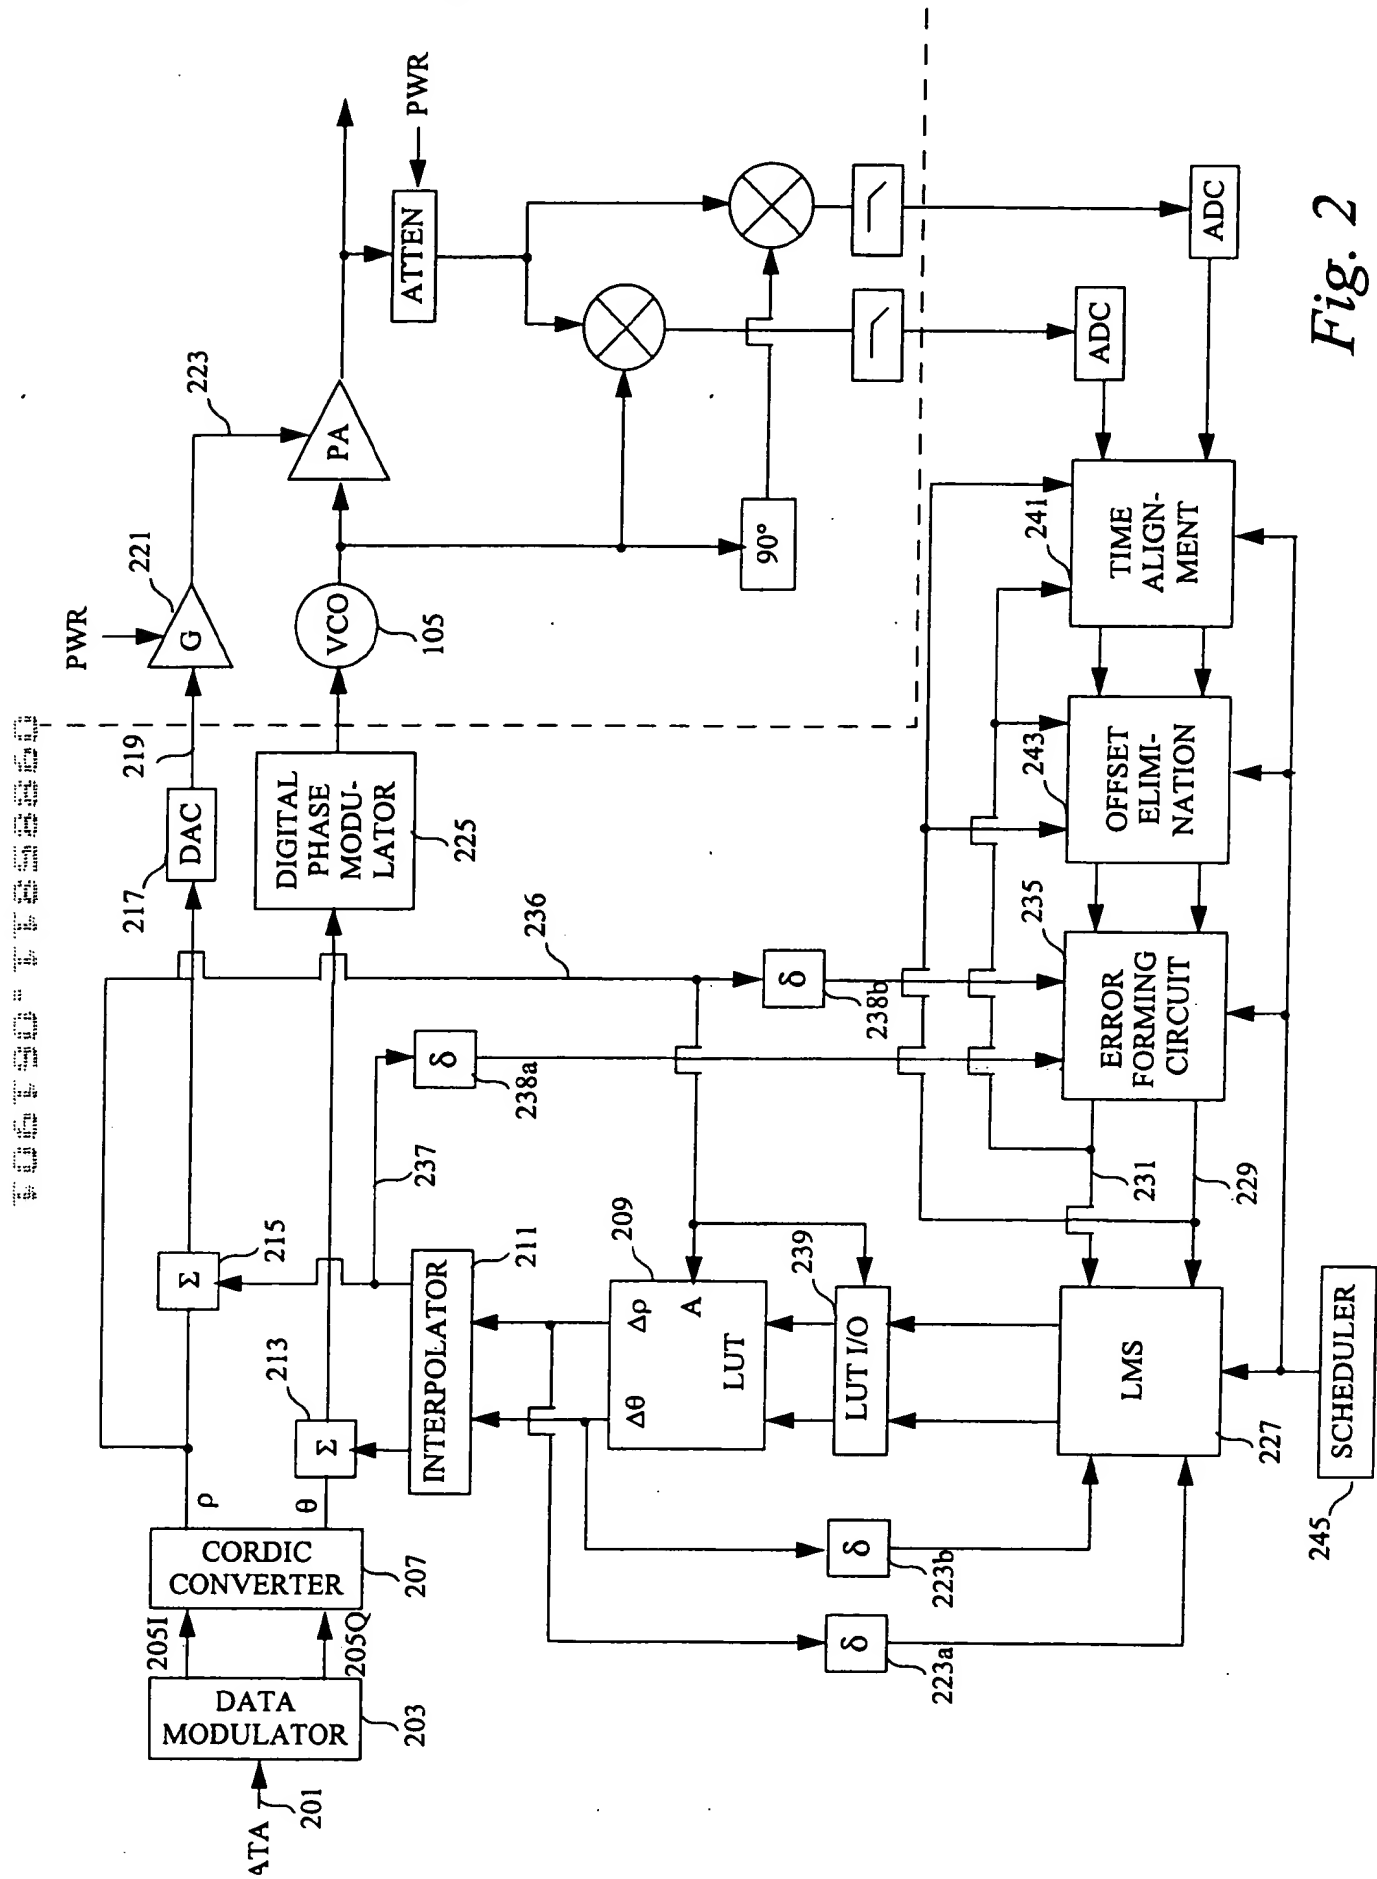 ATA
201
DATA
MODULATOR
203
205I
205Q
CORDIC
CONVERTER
207
ρ
θ
Σ
213
Σ
215
217
DAC
219
PWR
G
221
223
DIGITAL
PHASE
MODU-
LATOR
225
VCO
105
PA
ATTEN
PWR
90°
INTERPOLATOR
211
237
236
δ
238a
δ
238b
Δθ
Δρ
A
LUT
209
LUT I/O
239
δ
223b
δ
223a
LMS
227
231
229
ERROR
FORMING
CIRCUIT
235
OFFSET
ELIMI-
NATION
243
TIME
ALIGN-
MENT
241
ADC
ADC
SCHEDULER
245
Fig. 2